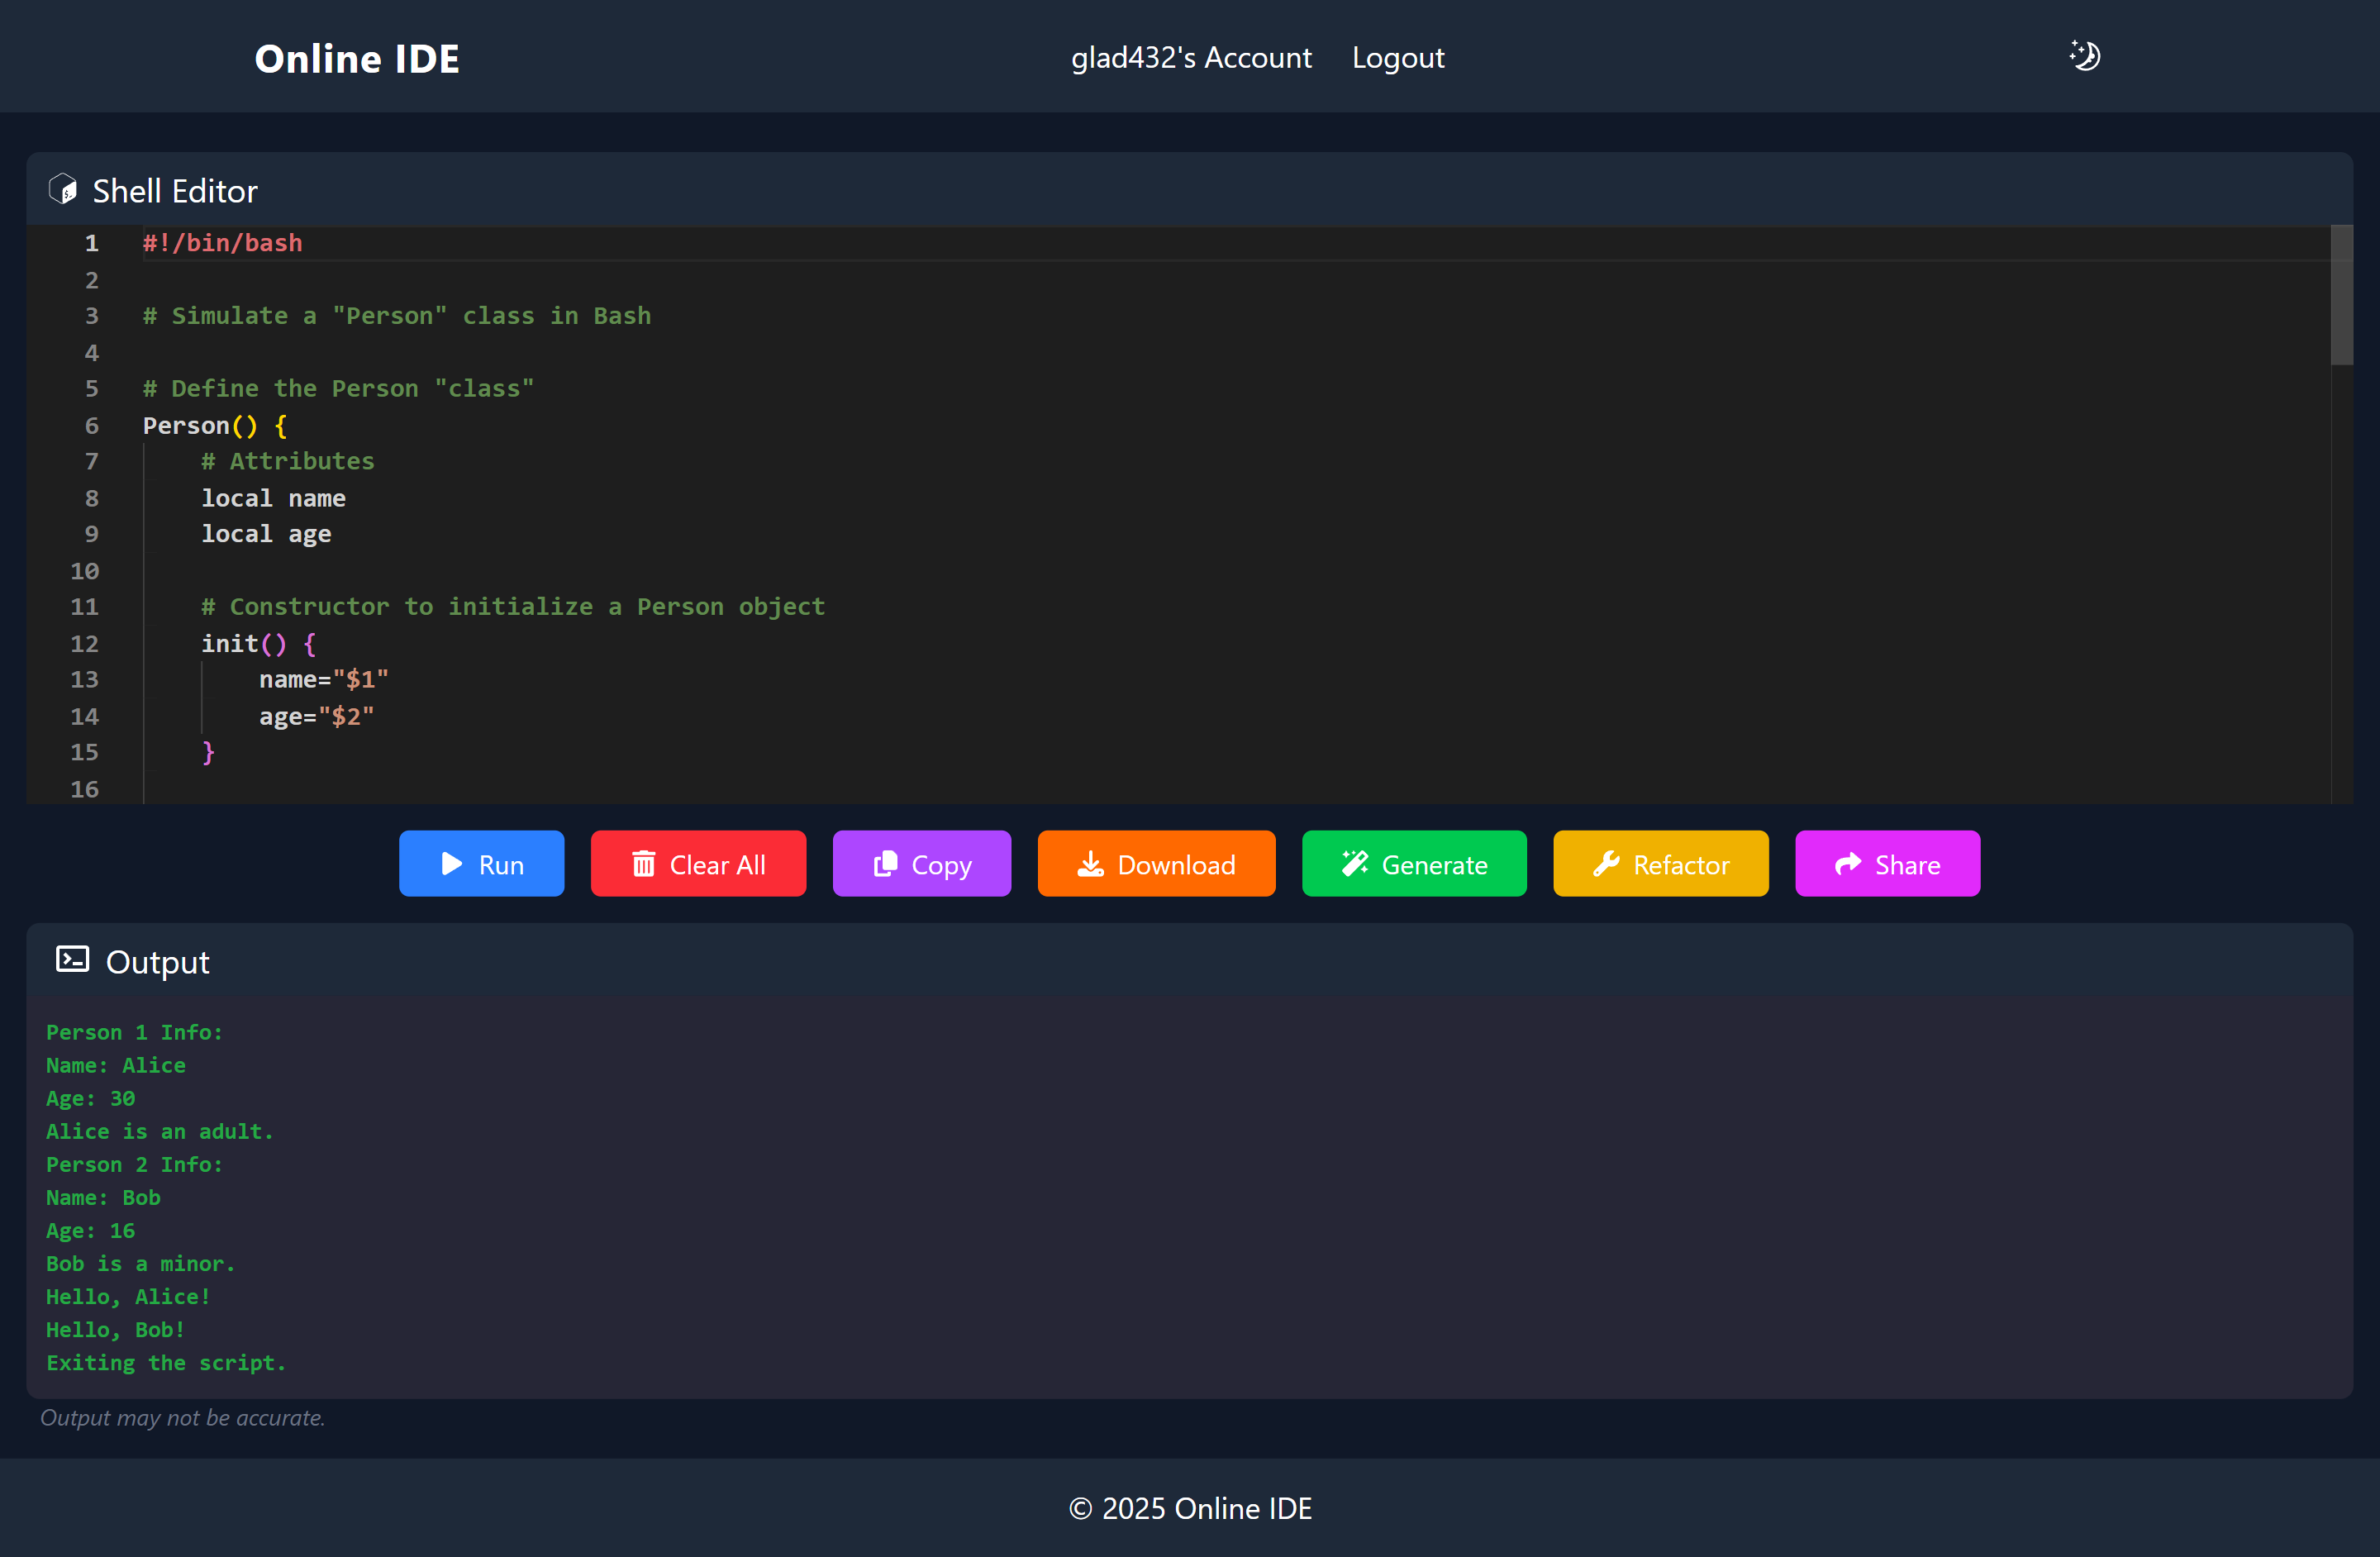 Online IDE
glad432's Account
Logout
Shell Editor
1 #!/bin/bash
2
3 # Simulate a "Person" class in Bash
4
5 # Define the Person "class"
6 Person() {
7     # Attributes
8     local name
9     local age
10
11     # Constructor to initialize a Person object
12     init() {
13         name="$1"
14         age="$2"
15     }
16
Run
Clear All
Copy
Download
Generate
Refactor
Share
Output
Person 1 Info:
Name: Alice
Age: 30
Alice is an adult.
Person 2 Info:
Name: Bob
Age: 16
Bob is a minor.
Hello, Alice!
Hello, Bob!
Exiting the script.
Output may not be accurate.
© 2025 Online IDE